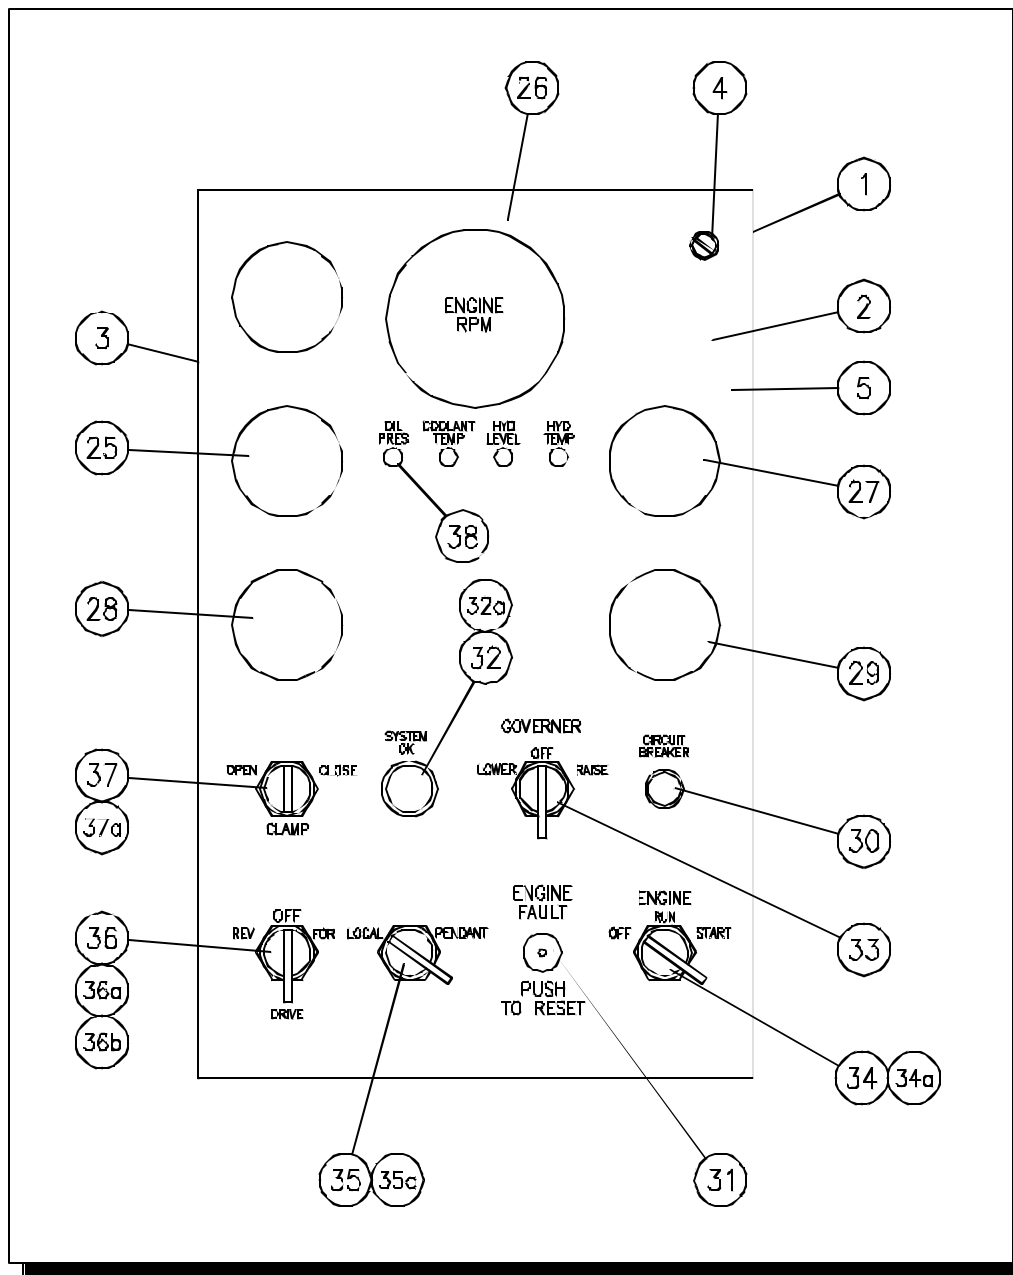 26
4
1
2
3
ENGINE
RPM
5
25
OIL
PRES
COOLANT
TEMP
HYD
LEVEL
HYD
TEMP
27
38
28
32a
32
29
GOVERNER
SYSTEM
OK
OFF
CIRCUIT
BREAKER
37
OPEN
CLOSE
LOWER
RAISE
37a
CLAMP
30
ENGINE
FAULT
ENGINE
RUN
36
OFF
REV
FOR
LOCAL
PENDANT
OFF
START
33
36a
PUSH
TO RESET
DRIVE
36b
34
34a
35
35c
31